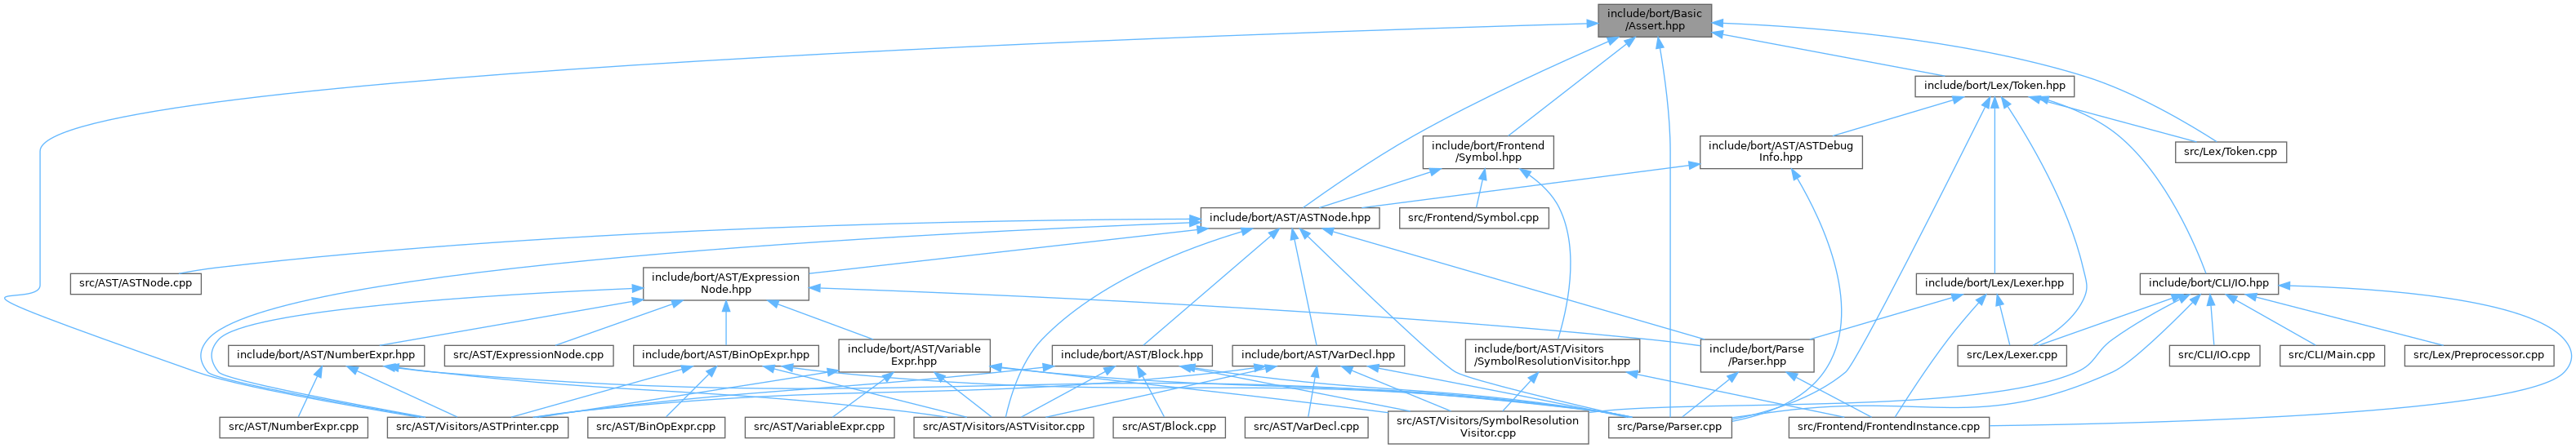 include/bort/Basic
/Assert.hpp
include/bort/Lex/Token.hpp
include/bort/Frontend
/Symbol.hpp
include/bort/AST/ASTDebug
Info.hpp
src/Lex/Token.cpp
include/bort/AST/ASTNode.hpp
src/Frontend/Symbol.cpp
src/AST/ASTNode.cpp
include/bort/AST/Expression
Node.hpp
include/bort/Lex/Lexer.hpp
include/bort/CLI/IO.hpp
include/bort/AST/NumberExpr.hpp
src/AST/ExpressionNode.cpp
include/bort/AST/BinOpExpr.hpp
include/bort/AST/Variable
Expr.hpp
include/bort/AST/Block.hpp
include/bort/AST/VarDecl.hpp
include/bort/AST/Visitors
/SymbolResolutionVisitor.hpp
include/bort/Parse
/Parser.hpp
src/Lex/Lexer.cpp
src/CLI/IO.cpp
src/CLI/Main.cpp
src/Lex/Preprocessor.cpp
src/AST/NumberExpr.cpp
src/AST/Visitors/ASTPrinter.cpp
src/AST/BinOpExpr.cpp
src/AST/VariableExpr.cpp
src/AST/Visitors/ASTVisitor.cpp
src/AST/Block.cpp
src/AST/VarDecl.cpp
src/AST/Visitors/SymbolResolution
Visitor.cpp
src/Parse/Parser.cpp
src/Frontend/FrontendInstance.cpp